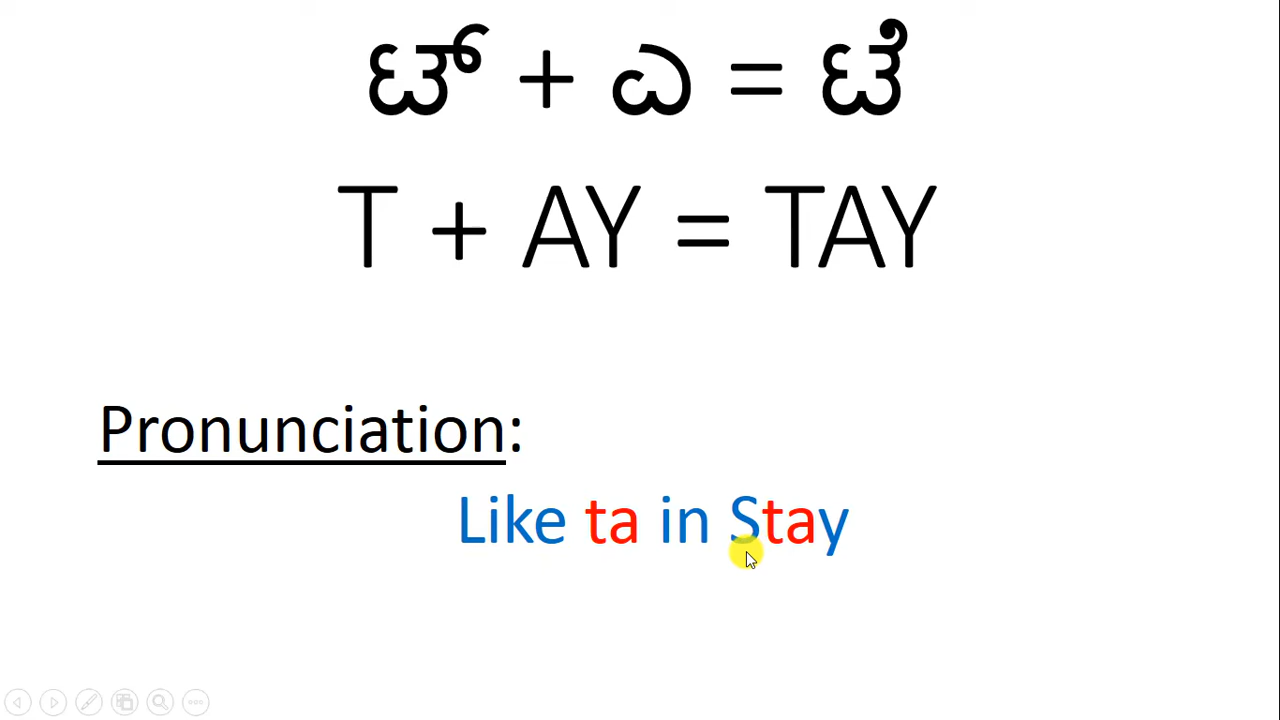 ಟ್ + ಎ = ಟೆ
T + AY = TAY
Pronunciation:
Like ta in Stay